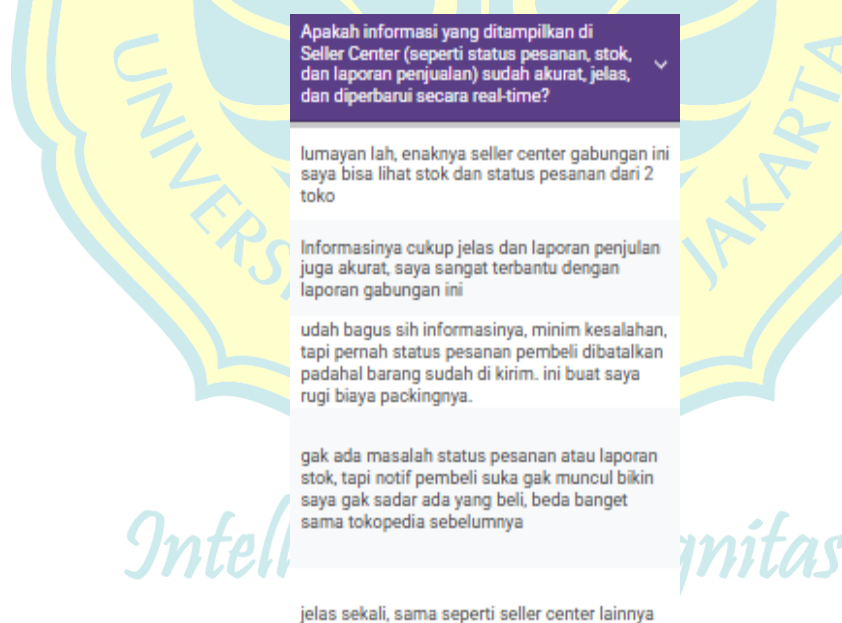 Apakah informasi yang ditampilkan di
Seller Center (seperti status pesanan, stok,
dan laporan penjualan) sudah akurat, jelas,
dan diperbarui secara real-time?
lumayan lah, enaknya seller center gabungan ini
saya bisa lihat stok dan status pesanan dari 2
toko
Informasinya cukup jelas dan laporan penjulan
juga akurat, saya sangat terbantu dengan
laporan gabungan ini
udah bagus sih informasinya, minim kesalahan,
tapi pernah status pesanan pembeli dibatalkan
padahal barang sudah di kirim. ini buat saya
rugi biaya packingnya.
gak ada masalah status pesanan atau laporan
stok, tapi notif pembeli suka gak muncul bikin
saya gak sadar ada yang beli, beda banget
sama tokopedia sebelumnya
jelas sekali, sama seperti seller center lainnya